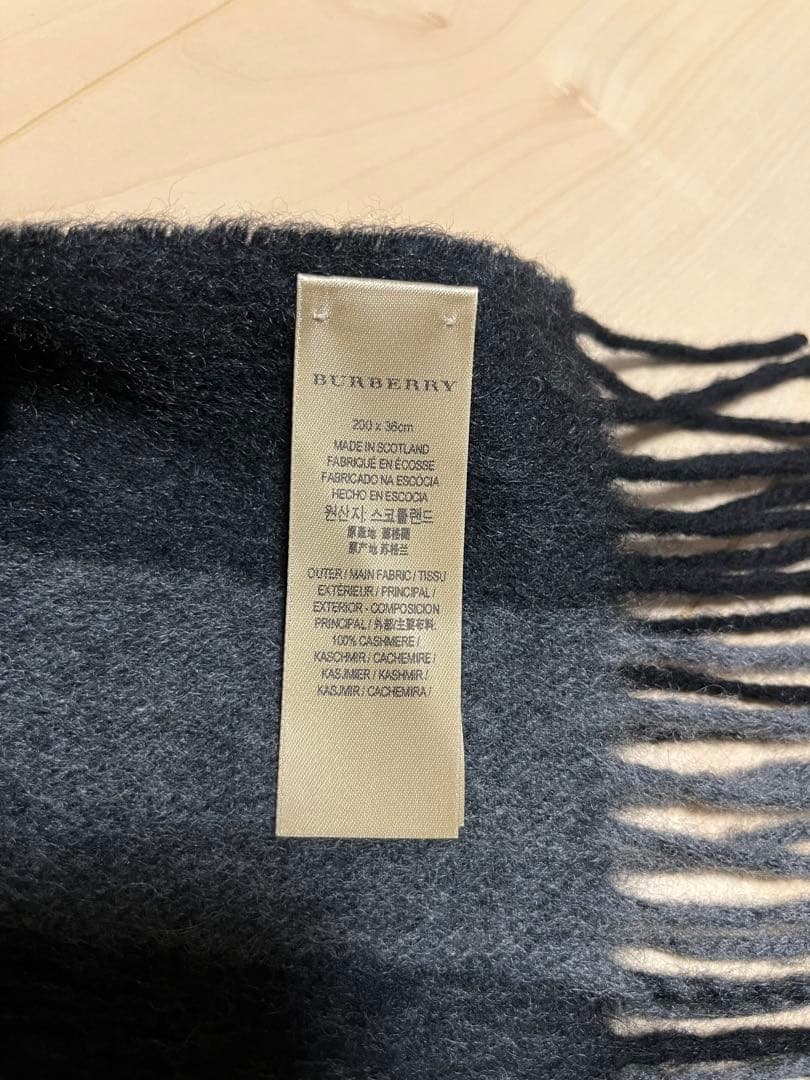 BURBERRY
200 x 36cm
MADE IN SCOTLAND
FABRIQUÉ EN ÉCOSSE
FABRICADO NA ESCÓCIA
HECHO EN ESCOCIA
원산지: 스코틀랜드
原產地 蘇格蘭
原产地 苏格兰
OUTER / MAIN FABRIC / TISSU
EXTÉRIEUR / PRINCIPAL /
EXTERIOR - COMPOSICION
PRINCIPAL / 外部/主要布料:
100% CASHMERE /
KASCHMIR / CACHEMIRE /
KASJMIER / KASHMIR /
KASJMIR / CACHEMIRA /